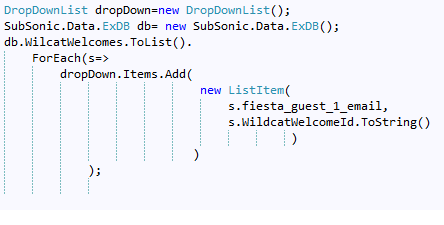 DropDownList dropDown=new DropDownList();
SubSonic.Data.ExDB db= new SubSonic.Data.ExDB();
db.WilcatWelcomes.ToList().
ForEach(s=>
dropDown.Items.Add(
new ListItem(
s.fiesta_guest_1_email,
s.WildcatWelcomeId.ToString()
)
)
);